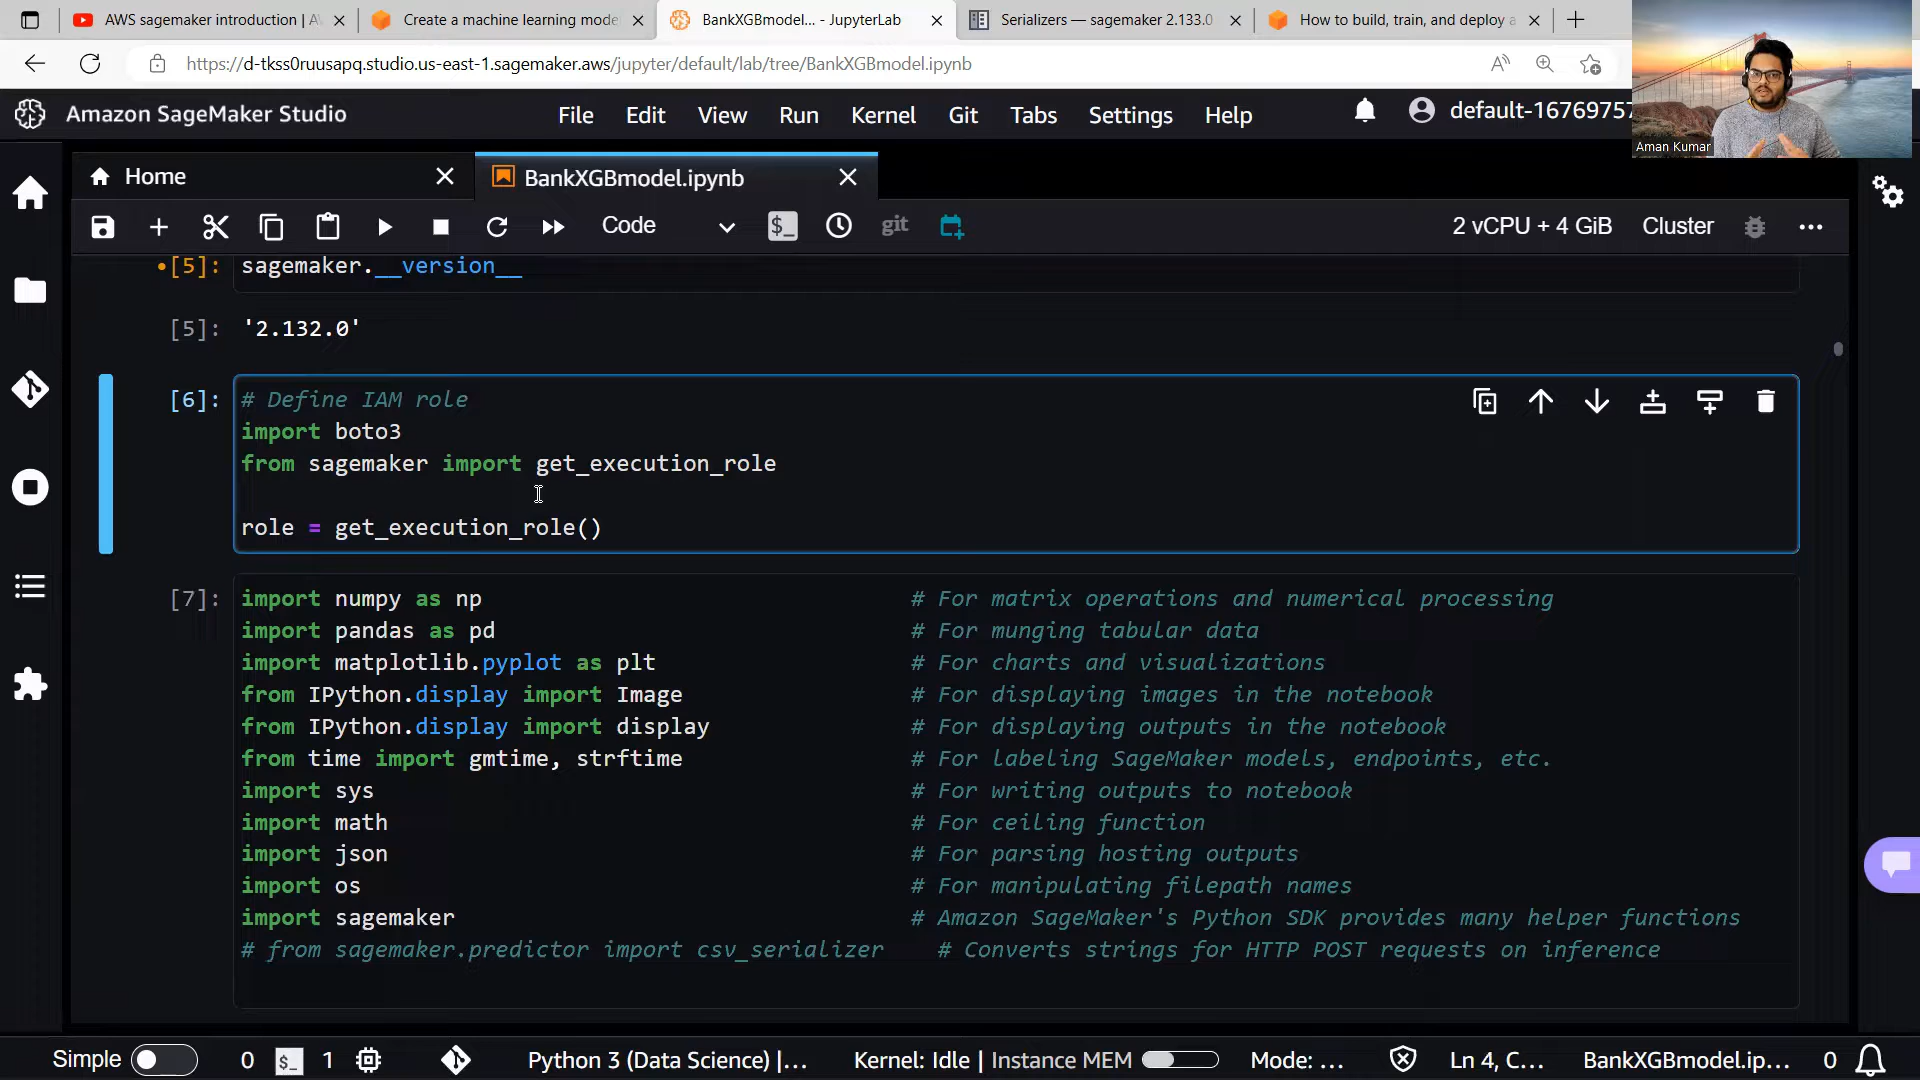 AWS sagemaker introduction | A
Create a machine learning mode
BankXGBmodel... - JupyterLab
Serializers — sagemaker 2.133.0
How to build, train, and deploy a
https://d-tkss0ruusapq.studio.us-east-1.sagemaker.aws/jupyter/default/lab/tree/BankXGBmodel.ipynb
Amazon SageMaker Studio
File Edit View Run Kernel Git Tabs Settings Help
default-16769757
Aman Kumar
Home
BankXGBmodel.ipynb
Code
git
2 vCPU + 4 GiB
Cluster
[5]: sagemaker.__version__
[5]: '2.132.0'
[6]: # Define IAM role
import boto3
from sagemaker import get_execution_role
role = get_execution_role()
[7]: import numpy as np # For matrix operations and numerical processing
import pandas as pd # For munging tabular data
import matplotlib.pyplot as plt # For charts and visualizations
from IPython.display import Image # For displaying images in the notebook
from IPython.display import display # For displaying outputs in the notebook
from time import gmtime, strftime # For labeling SageMaker models, endpoints, etc.
import sys # For writing outputs to notebook
import math # For ceiling function
import json # For parsing hosting outputs
import os # For manipulating filepath names
import sagemaker # Amazon SageMaker's Python SDK provides many helper functions
# from sagemaker.predictor import csv_serializer # Converts strings for HTTP POST requests on inference
Simple 0 $_ 1 Python 3 (Data Science) |... Kernel: Idle | Instance MEM Mode: ... Ln 4, C... BankXGBmodel.ip... 0